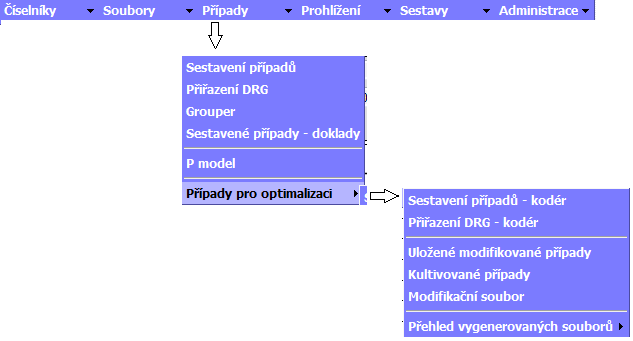 Číselníky Soubory Případy Prohlížení Sestavy Administrace
Sestavení případů
Přiřazení DRG
Grouper
Sestavené případy - doklady
P model
Případy pro optimalizaci
Sestavení případů - kodér
Přiřazení DRG - kodér
Uložené modifikované případy
Kultivované případy
Modifikační soubor
Přehled vygenerovaných souborů